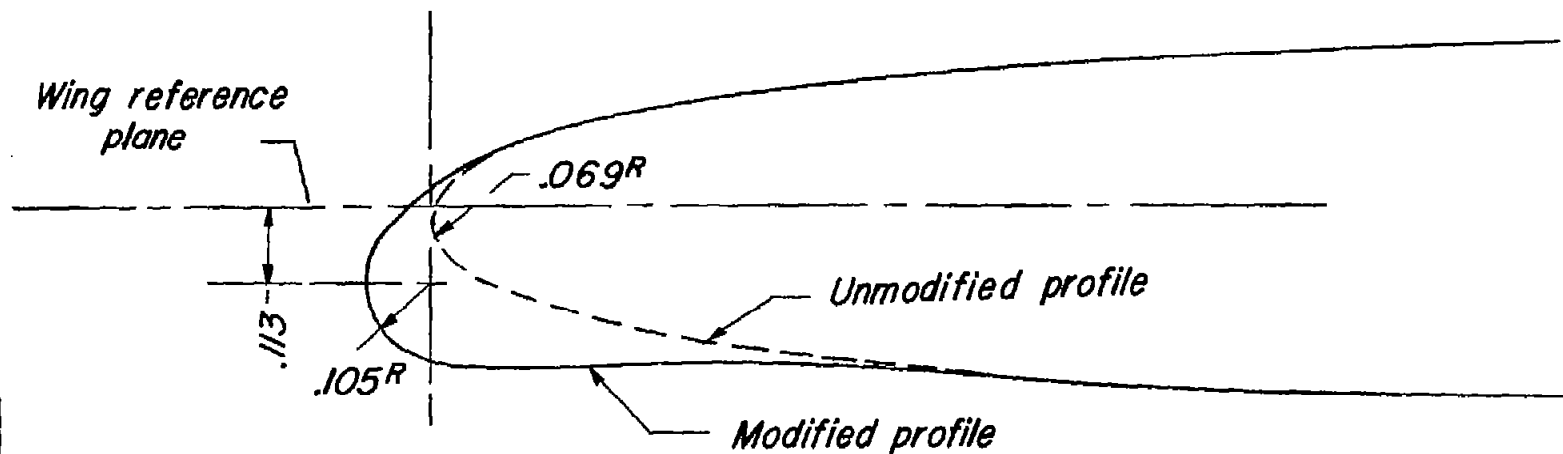 Wing reference
plane
.069R
Unmodified profile
.113
.105R
Modified profile